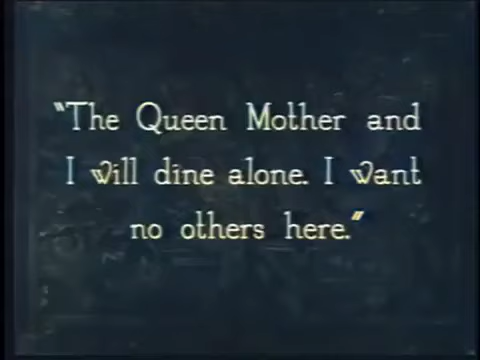 “The Queen Mother and
I will dine alone. I want
no others here.”